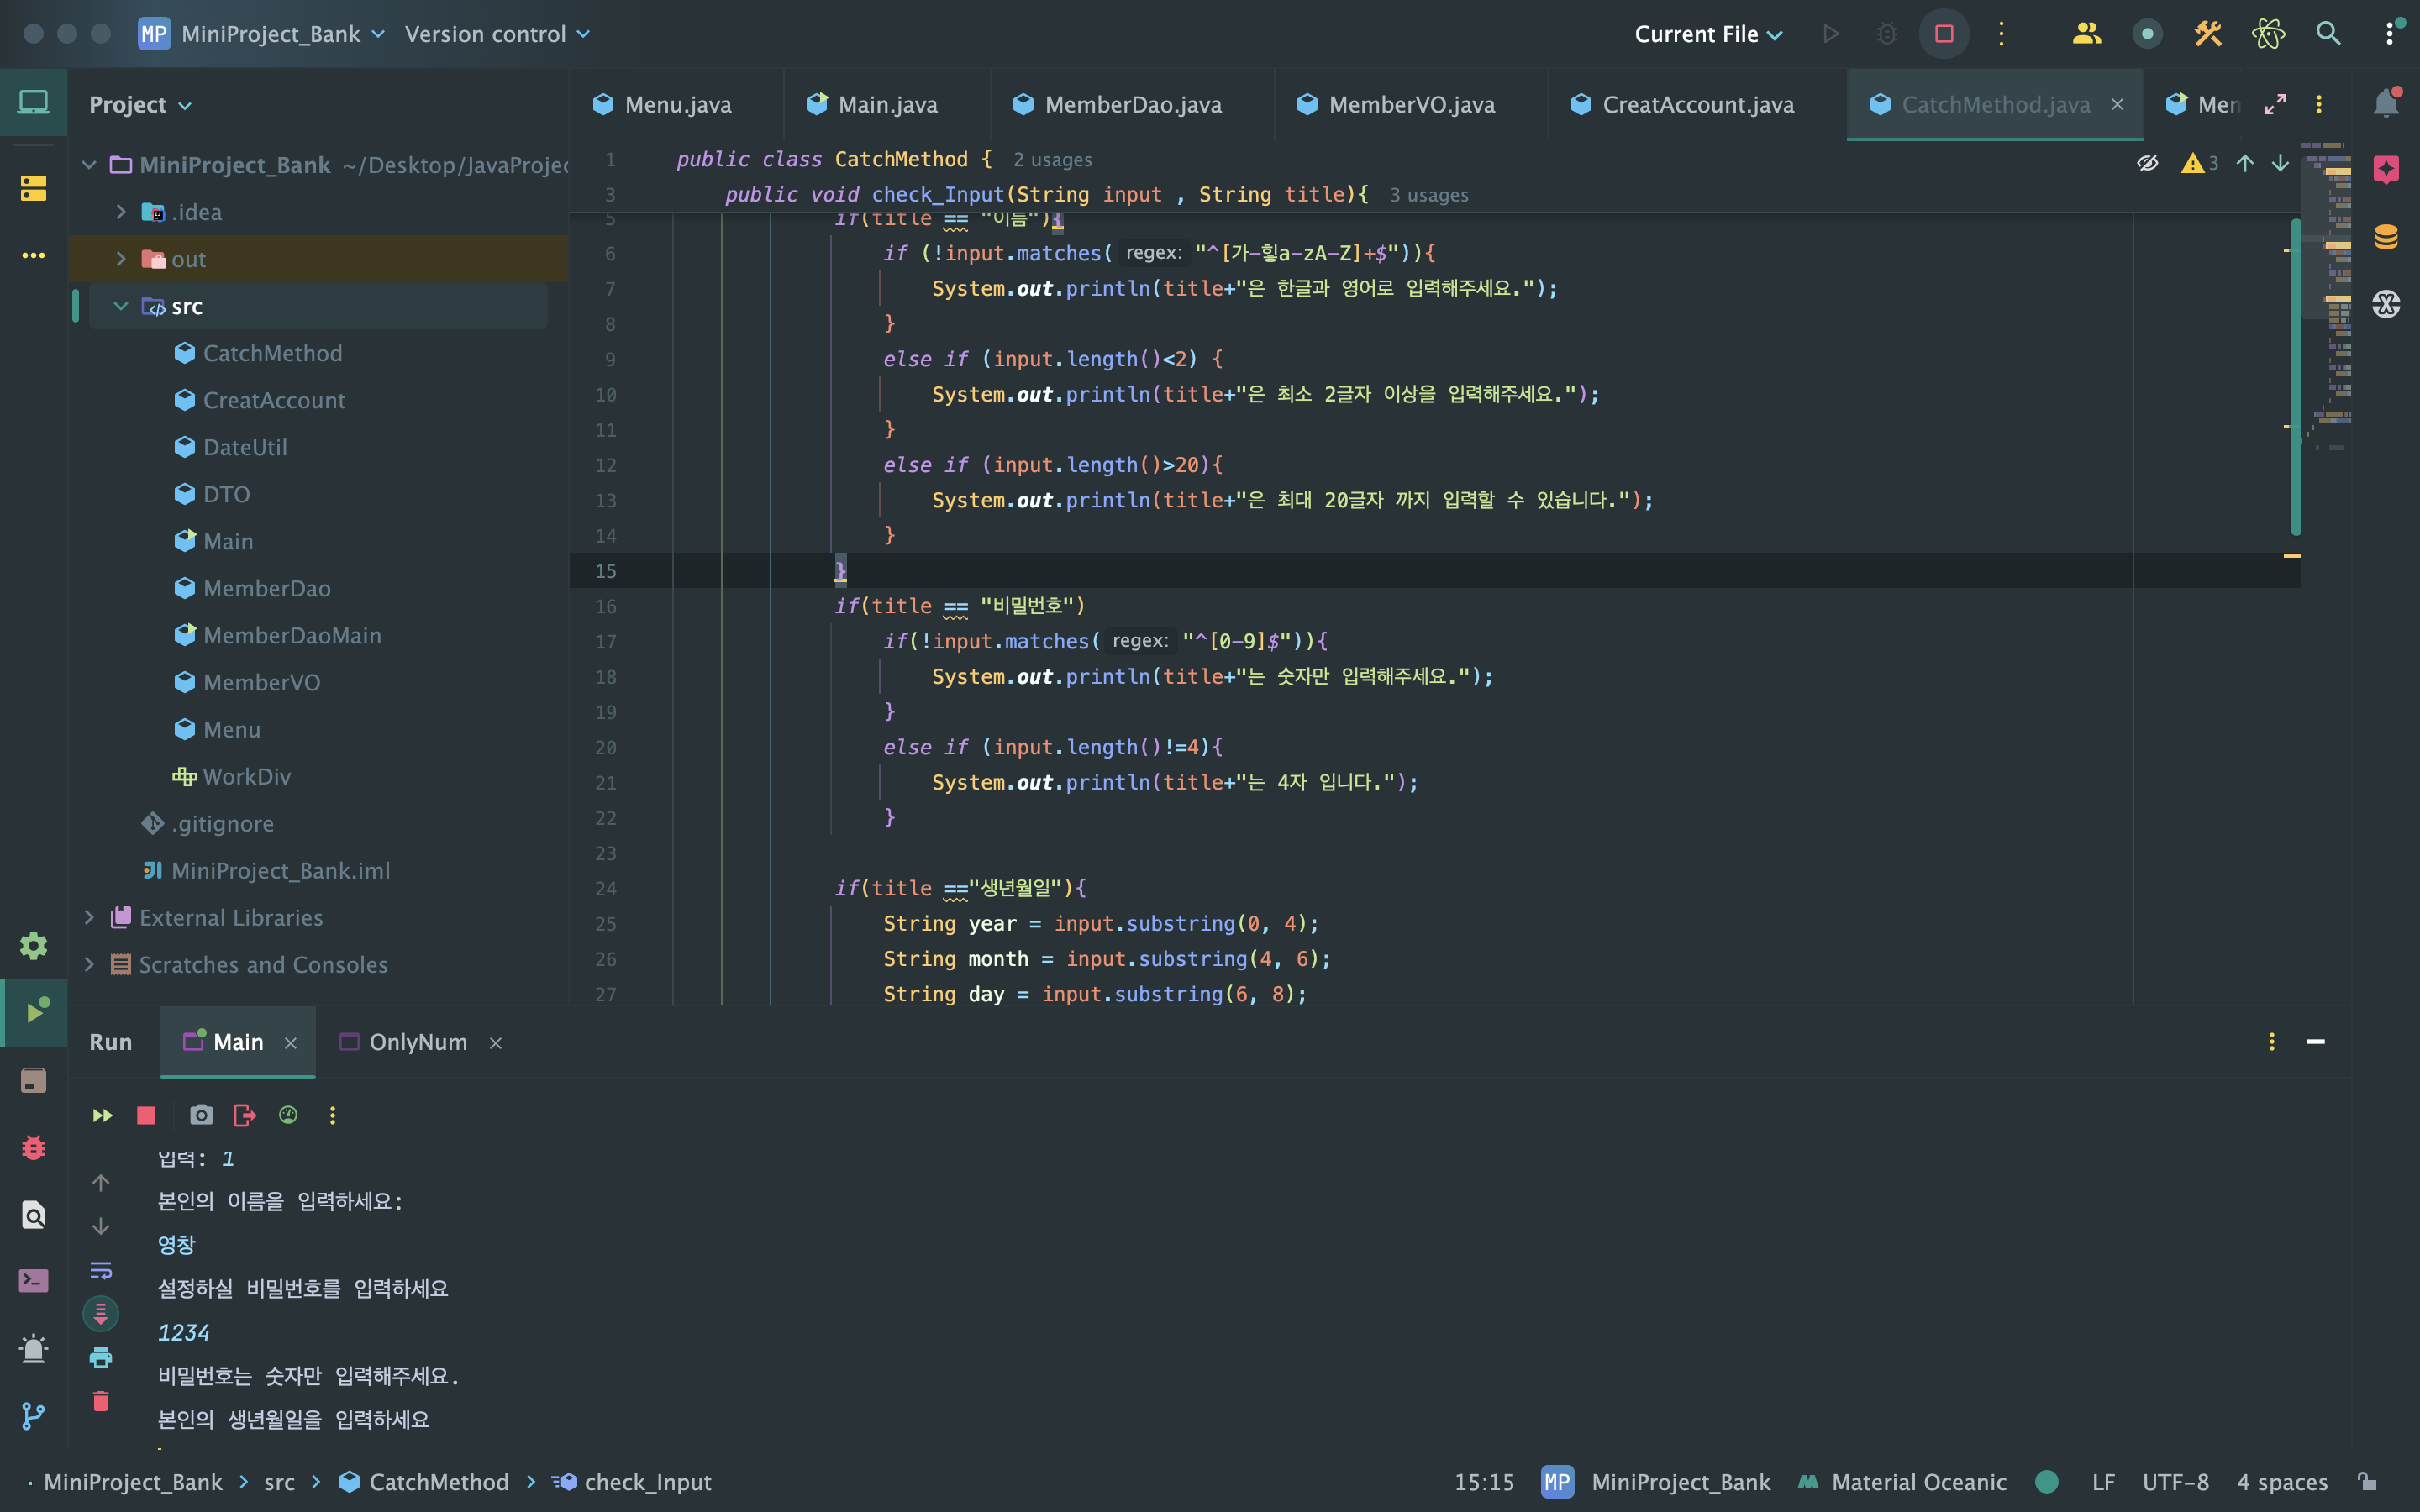 MP MiniProject_Bank Version control Current File
Project
Menu.java Main.java MemberDao.java MemberVO.java CreatAccount.java CatchMethod.java Men
MiniProject_Bank ~/Desktop/JavaProjec
.idea
out
src
CatchMethod
CreatAccount
DateUtil
DTO
Main
MemberDao
MemberDaoMain
MemberVO
Menu
WorkDiv
.gitignore
MiniProject_Bank.iml
External Libraries
Scratches and Consoles
1 public class CatchMethod { 2 usages
3 public void check_Input(String input , String title){ 3 usages
3
5 if(title == "이름"){
6 if (!input.matches( regex: "^[가-힣a-zA-Z]+$")){
7 System.out.println(title+"은 한글과 영어로 입력해주세요.");
8 }
9 else if (input.length()<2) {
10 System.out.println(title+"은 최소 2글자 이상을 입력해주세요.");
11 }
12 else if (input.length()>20){
13 System.out.println(title+"은 최대 20글자 까지 입력할 수 있습니다.");
14 }
15 }
16 if(title == "비밀번호")
17 if(!input.matches( regex: "^[0-9]$")){
18 System.out.println(title+"는 숫자만 입력해주세요.");
19 }
20 else if (input.length()!=4){
21 System.out.println(title+"는 4자 입니다.");
22 }
23
24 if(title =="생년월일"){
25 String year = input.substring(0, 4);
26 String month = input.substring(4, 6);
27 String day = input.substring(6, 8);
Run Main OnlyNum
입력: 1
본인의 이름을 입력하세요:
영창
설정하실 비밀번호를 입력하세요
1234
비밀번호는 숫자만 입력해주세요.
본인의 생년월일을 입력하세요
MiniProject_Bank src CatchMethod check_Input 15:15 MP MiniProject_Bank Material Oceanic LF UTF-8 4 spaces